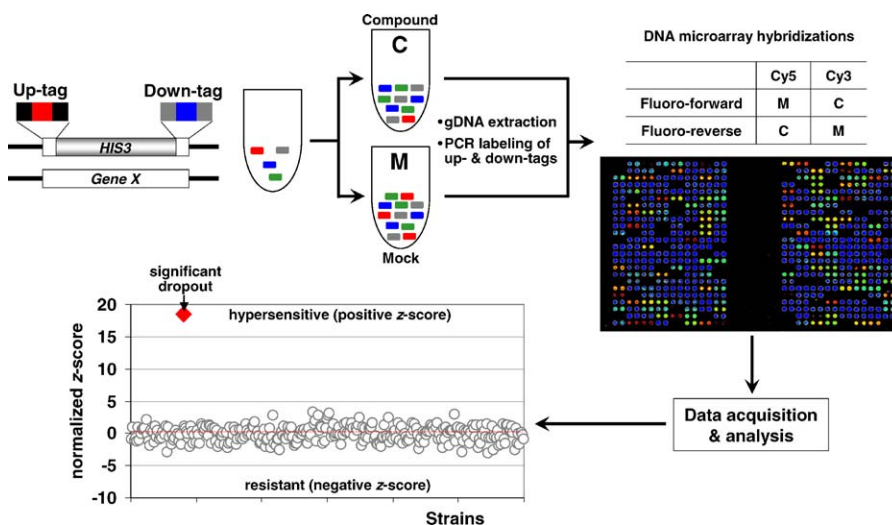 Compound
C
DNA microarray hybridizations
Cy5 Cy3
Fluoro-forward M C
Fluoro-reverse C M
Up-tag Down-tag
HIS3
Gene X
•gDNA extraction
•PCR labeling of
up- & down-tags
M
Mock
significant
dropout
hypersensitive (positive z-score)
normalized z-score
20
15
10
5
0
-5
-10
resistant (negative z-score)
Strains
Data acquisition
& analysis